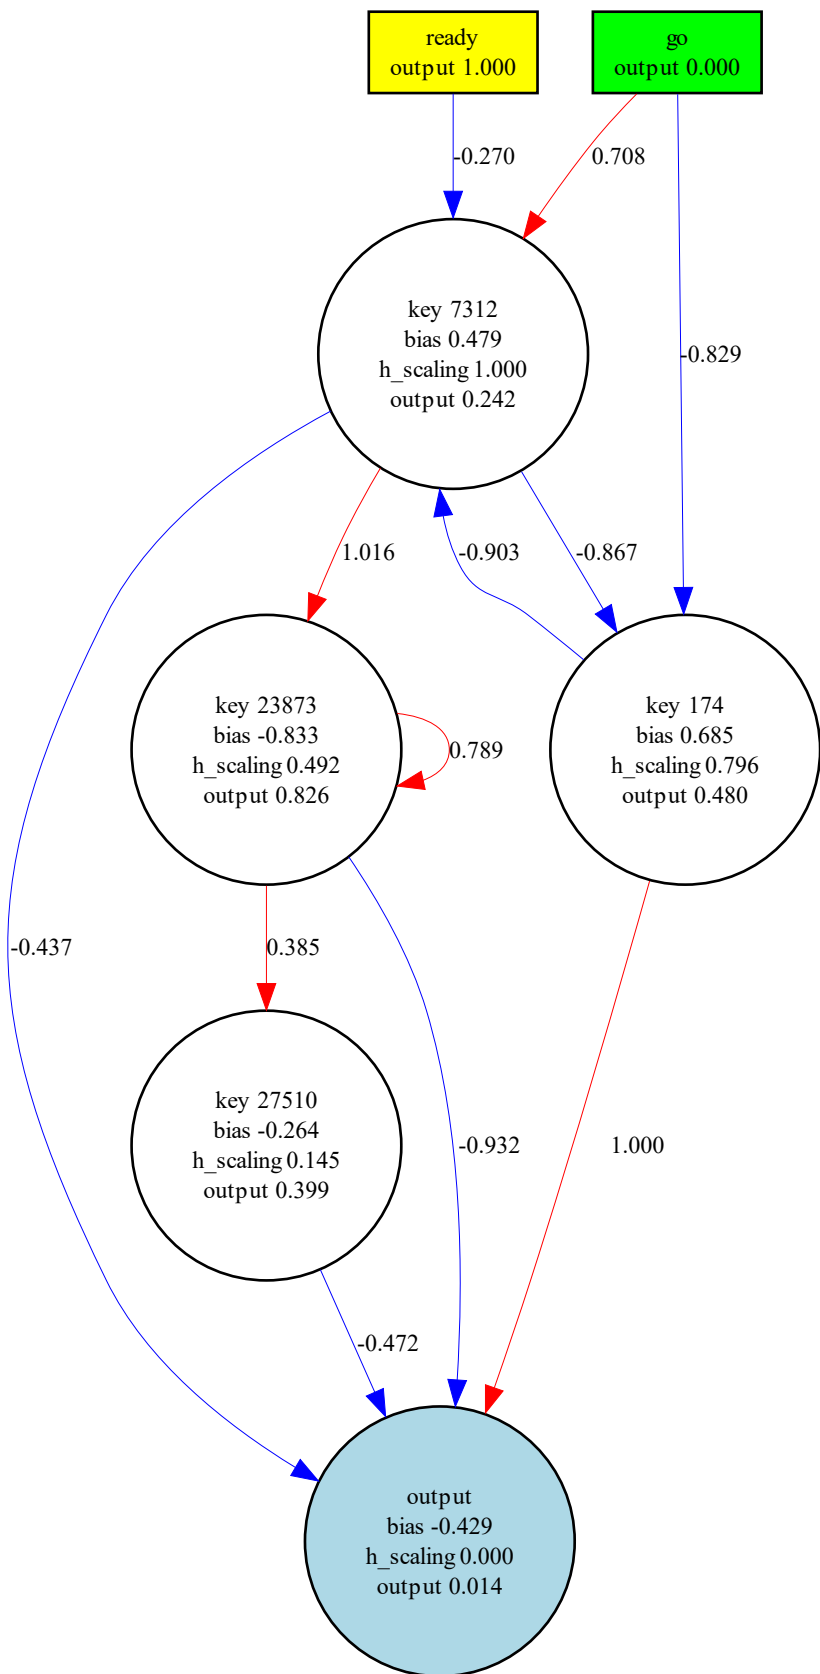 ready
output 1.000
go
output 0.000
-0.270
0.708
key 7312
bias 0.479
h_scaling 1.000
output 0.242
-0.829
1.016
-0.903
-0.867
key 23873
bias -0.833
h_scaling 0.492
output 0.826
0.789
key 174
bias 0.685
h_scaling 0.796
output 0.480
-0.437
0.385
key 27510
bias -0.264
h_scaling 0.145
output 0.399
-0.932
1.000
-0.472
output
bias -0.429
h_scaling 0.000
output 0.014